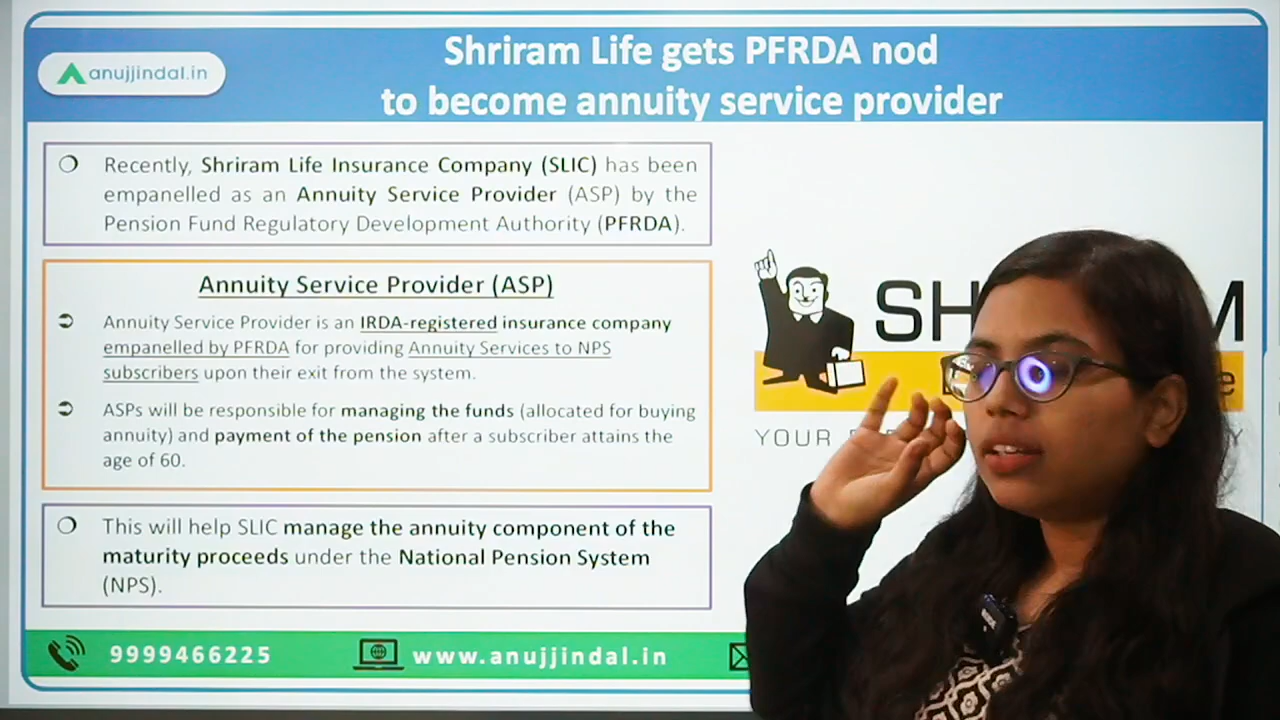 anujjindal.in
Shriram Life gets PFRDA nod
to become annuity service provider
Recently, Shriram Life Insurance Company (SLIC) has been
empanelled as an Annuity Service Provider (ASP) by the
Pension Fund Regulatory Development Authority (PFRDA).
Annuity Service Provider (ASP)
Annuity Service Provider is an IRDA-registered insurance company
empanelled by PFRDA for providing Annuity Services to NPS
subscribers upon their exit from the system.
ASPs will be responsible for managing the funds (allocated for buying
annuity) and payment of the pension after a subscriber attains the
age of 60.
This will help SLIC manage the annuity component of the
maturity proceeds under the National Pension System
(NPS).
YOUR
9999466225
www.anujjindal.in